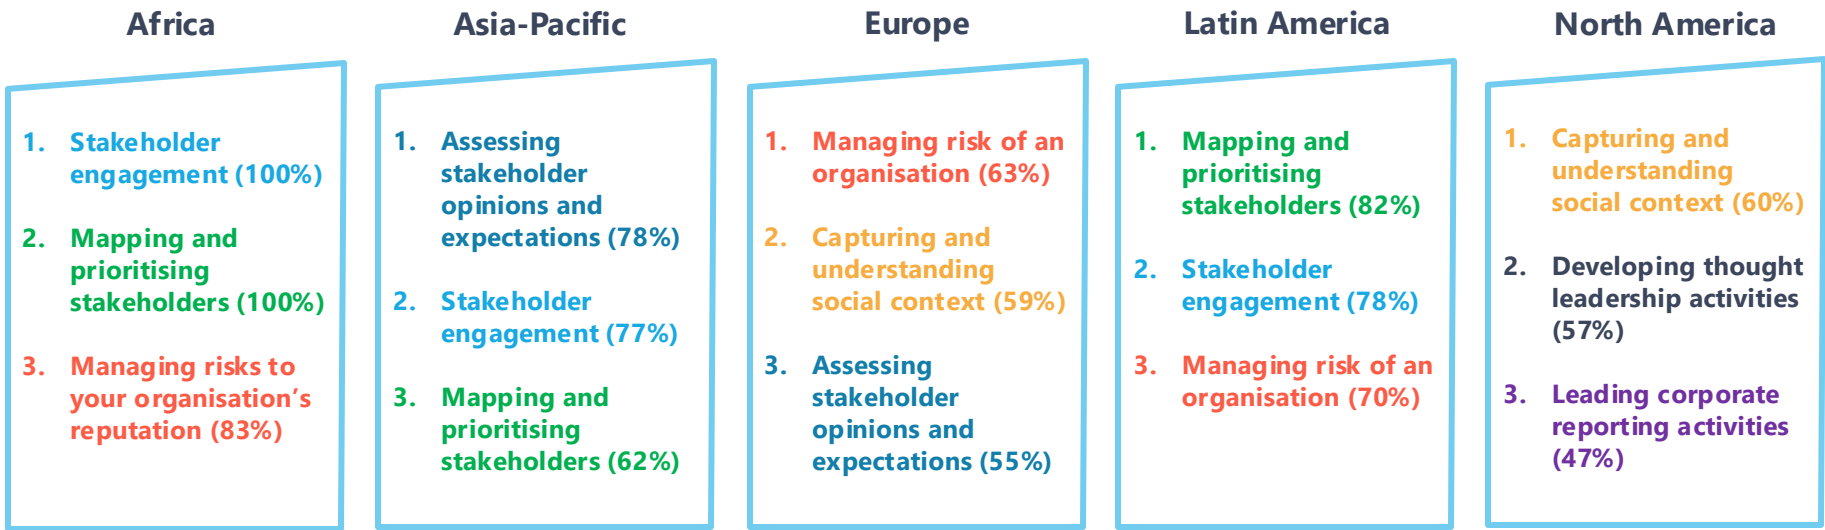 Africa
1. Stakeholder
engagement (100%)
2. Mapping and
prioritising
stakeholders (100%)
3. Managing risks to
your organisation’s
reputation (83%)
Asia-Pacific
1. Assessing
stakeholder
opinions and
expectations (78%)
2. Stakeholder
engagement (77%)
3. Mapping and
prioritising
stakeholders (62%)
Europe
1. Managing risk of an
organisation (63%)
2. Capturing and
understanding
social context (59%)
3. Assessing
stakeholder
opinions and
expectations (55%)
Latin America
1. Mapping and
prioritising
stakeholders (82%)
2. Stakeholder
engagement (78%)
3. Managing risk of an
organisation (70%)
North America
1. Capturing and
understanding
social context (60%)
2. Developing thought
leadership activities
(57%)
3. Leading corporate
reporting activities
(47%)